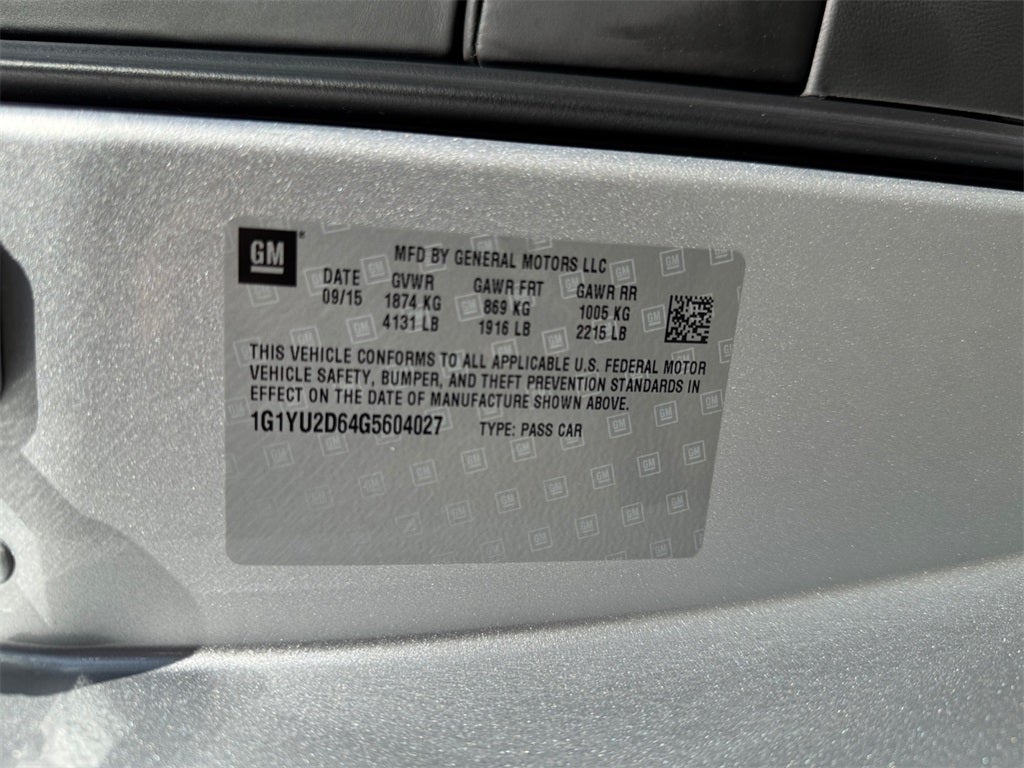 GM
MFD BY GENERAL MOTORS LLC
DATE GVWR GAWR FRT GAWR RR
09/15 1874 KG 869 KG 1005 KG
4131 LB 1916 LB 2215 LB
THIS VEHICLE CONFORMS TO ALL APPLICABLE U.S. FEDERAL MOTOR
VEHICLE SAFETY, BUMPER, AND THEFT PREVENTION STANDARDS IN
EFFECT ON THE DATE OF MANUFACTURE SHOWN ABOVE.
1G1YU2D64G5604027 TYPE: PASS CAR